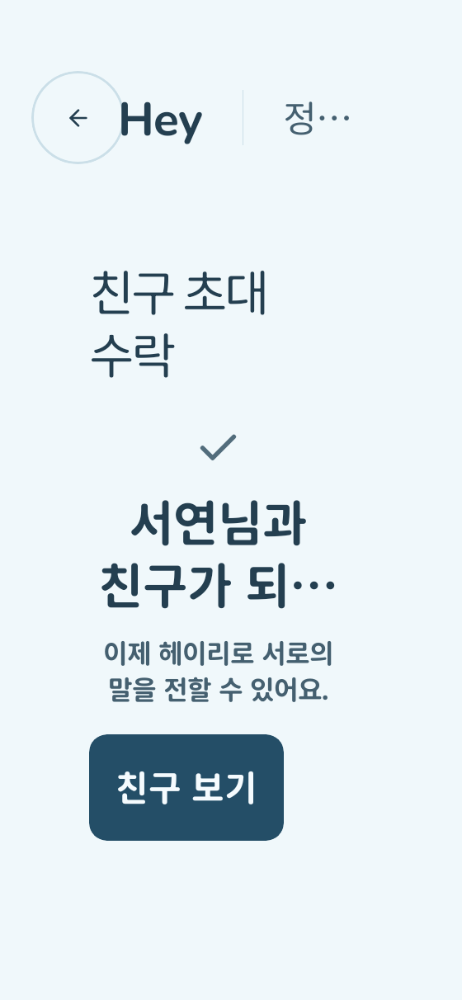 Hey
정…
친구 초대
수락
서연님과
친구가 되…
이제 헤이리로 서로의
말을 전할 수 있어요.
친구 보기